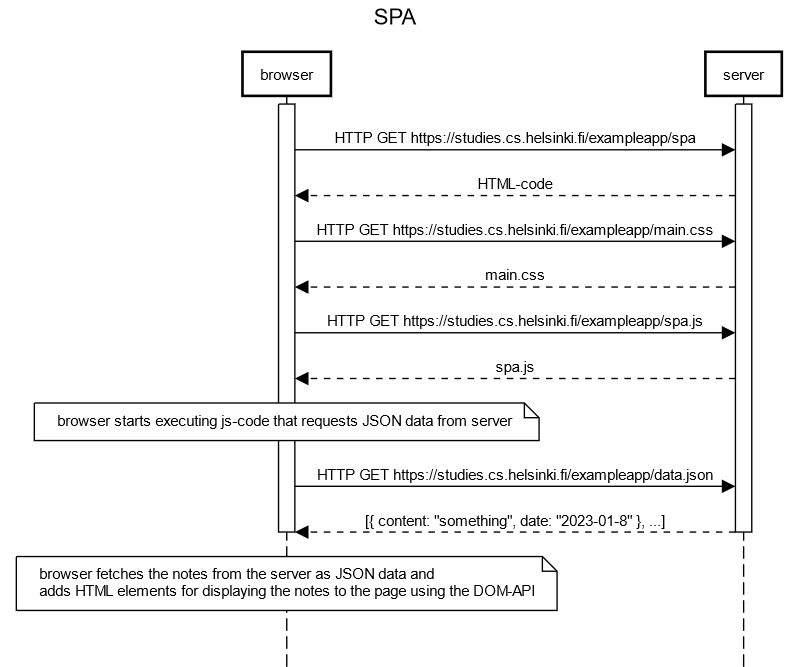 SPA
browser
server
HTTP GET https://studies.cs.helsinki.fi/exampleapp/spa
HTML-code
HTTP GET https://studies.cs.helsinki.fi/exampleapp/main.css
main.css
HTTP GET https://studies.cs.helsinki.fi/exampleapp/spa.js
spa.js
browser starts executing js-code that requests JSON data from server
HTTP GET https://studies.cs.helsinki.fi/exampleapp/data.json
[{ content: "something", date: "2023-01-8" }, ...]
browser fetches the notes from the server as JSON data and
adds HTML elements for displaying the notes to the page using the DOM-API